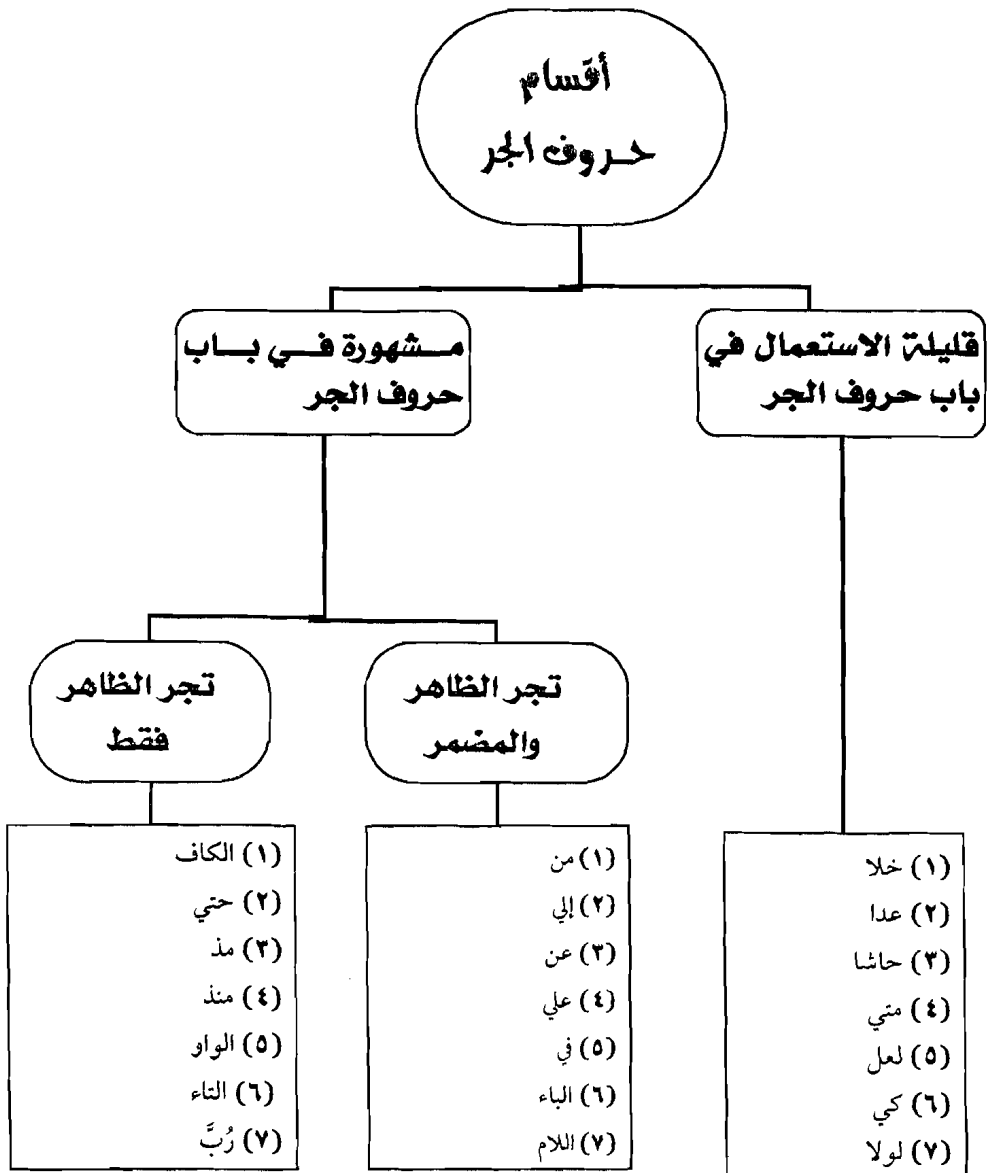 أقسام
حروف الجر
قليلة الاستعمال في
باب حروف الجر
مشهورة في باب
حروف الجر
تجر الظاهر
والمضمر
تجر الظاهر
فقط
(١) خلا
(٢) عدا
(٣) حاشا
(٤) متي
(٥) لعل
(٦) كي
(٧) لولا
(١) من
(٢) إلي
(٣) عن
(٤) علي
(٥) في
(٦) الباء
(٧) اللام
(١) الكاف
(٢) حتي
(٣) مذ
(٤) منذ
(٥) الواو
(٦) التاء
(٧) رُبَّ